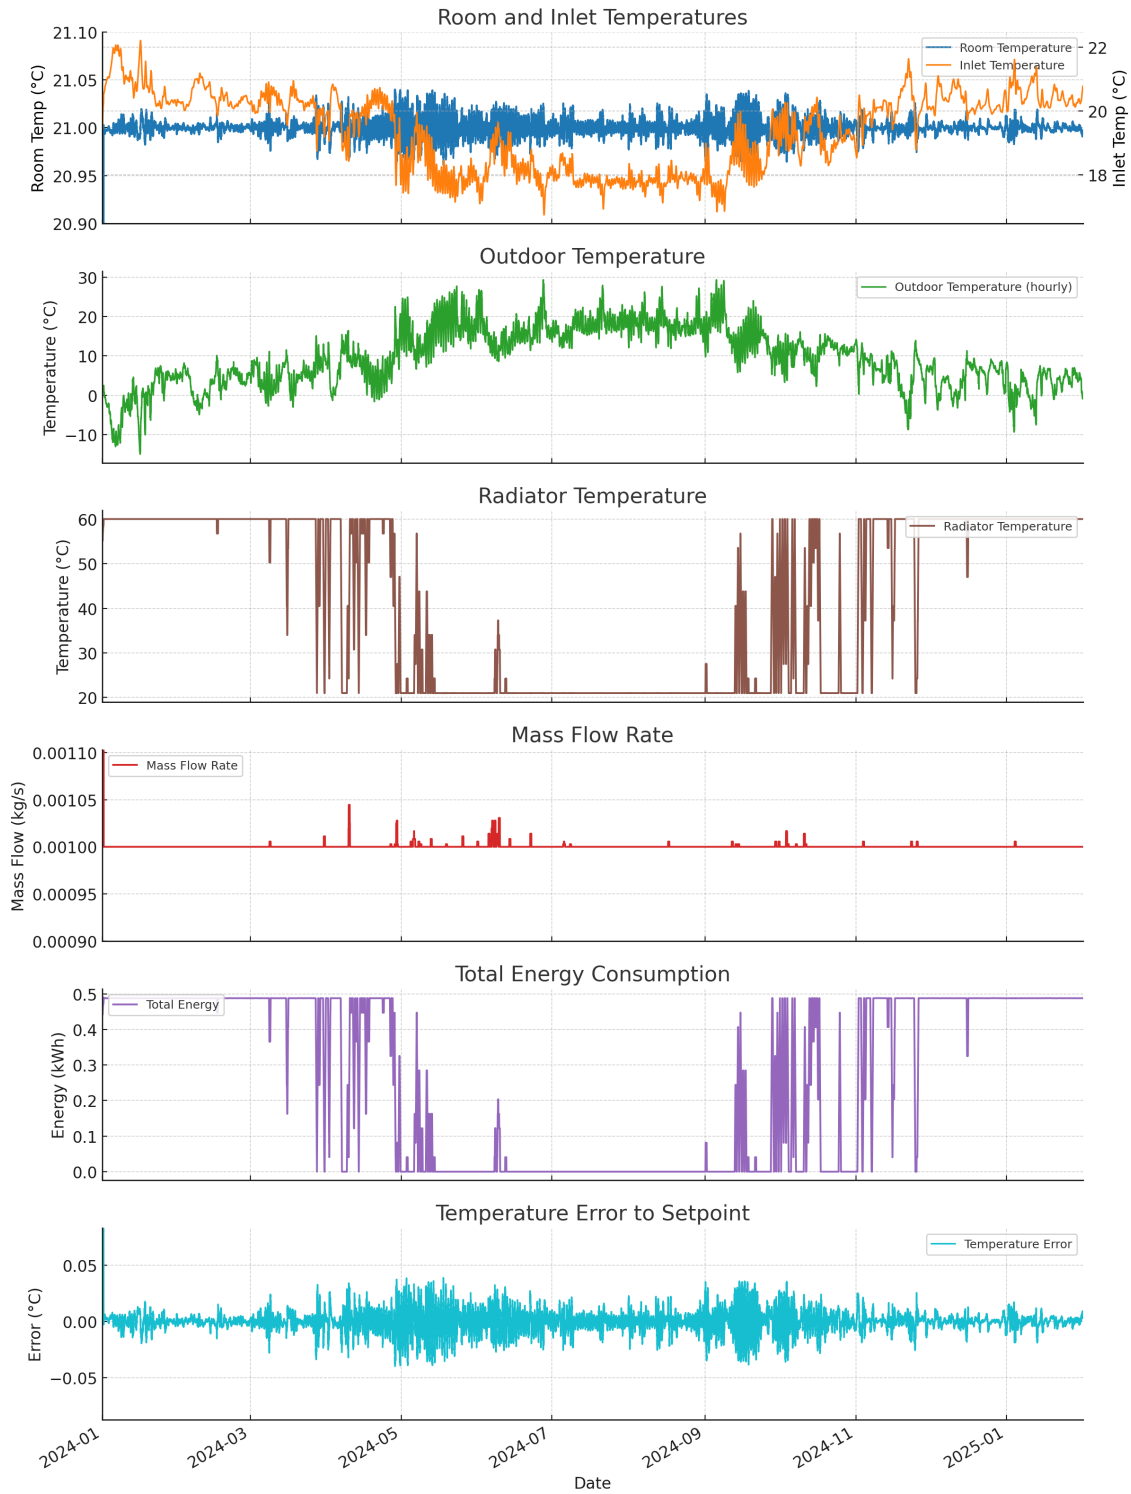 Room and Inlet Temperatures
21.10
21.05
21.00
20.95
20.90
Room Temp (°C)
Room Temperature
Inlet Temperature
22
20
18
Inlet Temp (°C)
Outdoor Temperature
30
20
10
0
−10
Temperature (°C)
Outdoor Temperature (hourly)
Radiator Temperature
60
50
40
30
20
Temperature (°C)
Radiator Temperature
Mass Flow Rate
0.00110
0.00105
0.00100
0.00095
0.00090
Mass Flow (kg/s)
Mass Flow Rate
Total Energy Consumption
0.5
0.4
0.3
0.2
0.1
0.0
Energy (kWh)
Total Energy
Temperature Error to Setpoint
0.05
0.00
−0.05
Error (°C)
Temperature Error
2024-01
2024-03
2024-05
2024-07
2024-09
2024-11
2025-01
Date